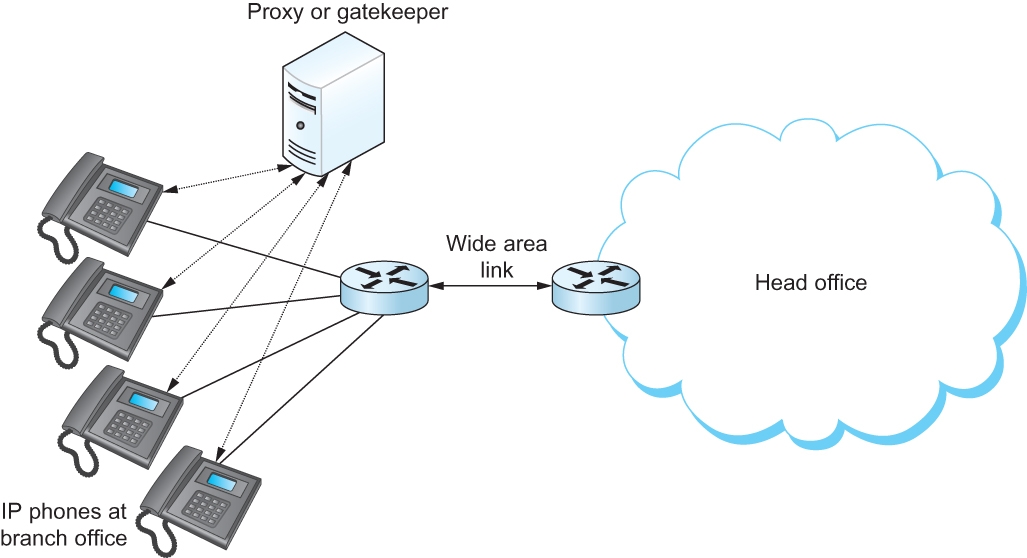 Proxy or gatekeeper
Wide area
link
Head office
IP phones at
branch office